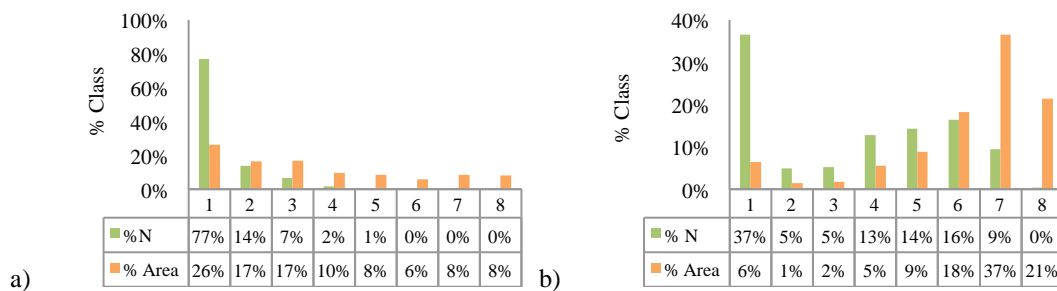 100%
80%
60%
40%
20%
0%
% Class
1 2 3 4 5 6 7 8
%N 77% 14% 7% 2% 1% 0% 0% 0%
% Area 26% 17% 17% 10% 8% 6% 8% 8%
a)
40%
30%
20%
10%
0%
% Class
1 2 3 4 5 6 7 8
% N 37% 5% 5% 13% 14% 16% 9% 0%
% Area 6% 1% 2% 5% 9% 18% 37% 21%
b)